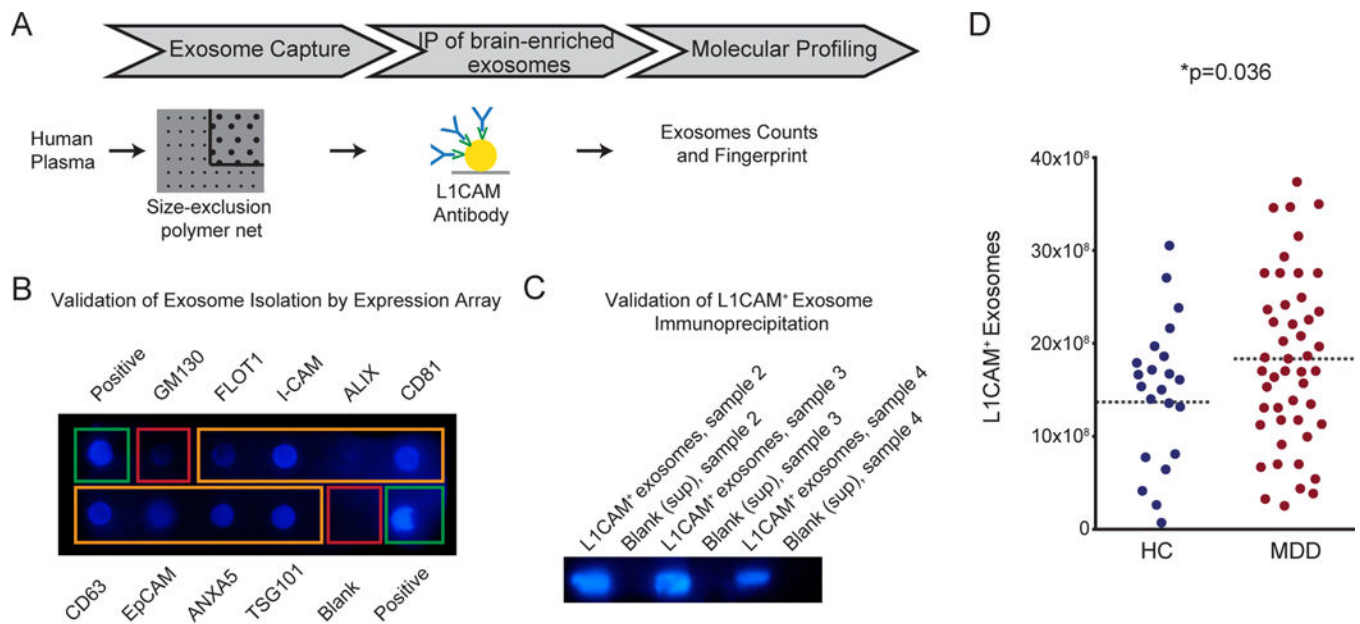 A
Exosome Capture
IP of brain-enriched
exosomes
Molecular Profiling
Human
Plasma
Size-exclusion
polymer net
L1CAM
Antibody
Exosomes Counts
and Fingerprint
B
Validation of Exosome Isolation by Expression Array
Positive
GM130
FLOT1
I-CAM
ALIX
CD81
CD63
EpCAM
ANXA5
TSG101
Blank
Positive
C
Validation of L1CAM⁺ Exosome
Immunoprecipitation
L1CAM⁺ exosomes, sample 2
Blank (sup), sample 2
L1CAM⁺ exosomes, sample 3
Blank (sup), sample 3
L1CAM⁺ exosomes, sample 4
Blank (sup), sample 4
D
*p=0.036
L1CAM⁺ Exosomes
40x10⁸
30x10⁸
20x10⁸
10x10⁸
0
HC
MDD